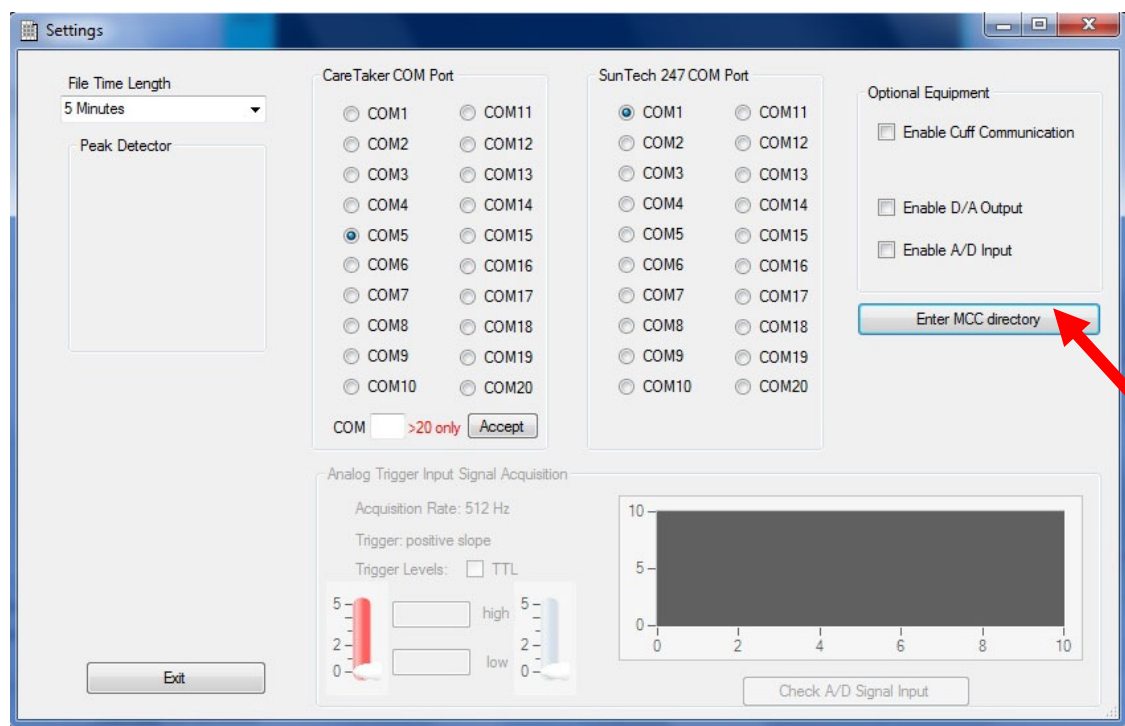 Settings
File Time Length
5 Minutes
Peak Detector
CareTaker COM Port
COM1 COM11
COM2 COM12
COM3 COM13
COM4 COM14
COM5 COM15
COM6 COM16
COM7 COM17
COM8 COM18
COM9 COM19
COM10 COM20
COM >20 only Accept
SunTech 247 COM Port
COM1 COM11
COM2 COM12
COM3 COM13
COM4 COM14
COM5 COM15
COM6 COM16
COM7 COM17
COM8 COM18
COM9 COM19
COM10 COM20
Optional Equipment
Enable Cuff Communication
Enable D/A Output
Enable A/D Input
Enter MCC directory
Analog Trigger Input Signal Acquisition
Acquisition Rate: 512 Hz
Trigger: positive slope
Trigger Levels: TTL
5 high 5
2 2
0 low 0
10
5
0
0 2 4 6 8 10
Check A/D Signal Input
Exit